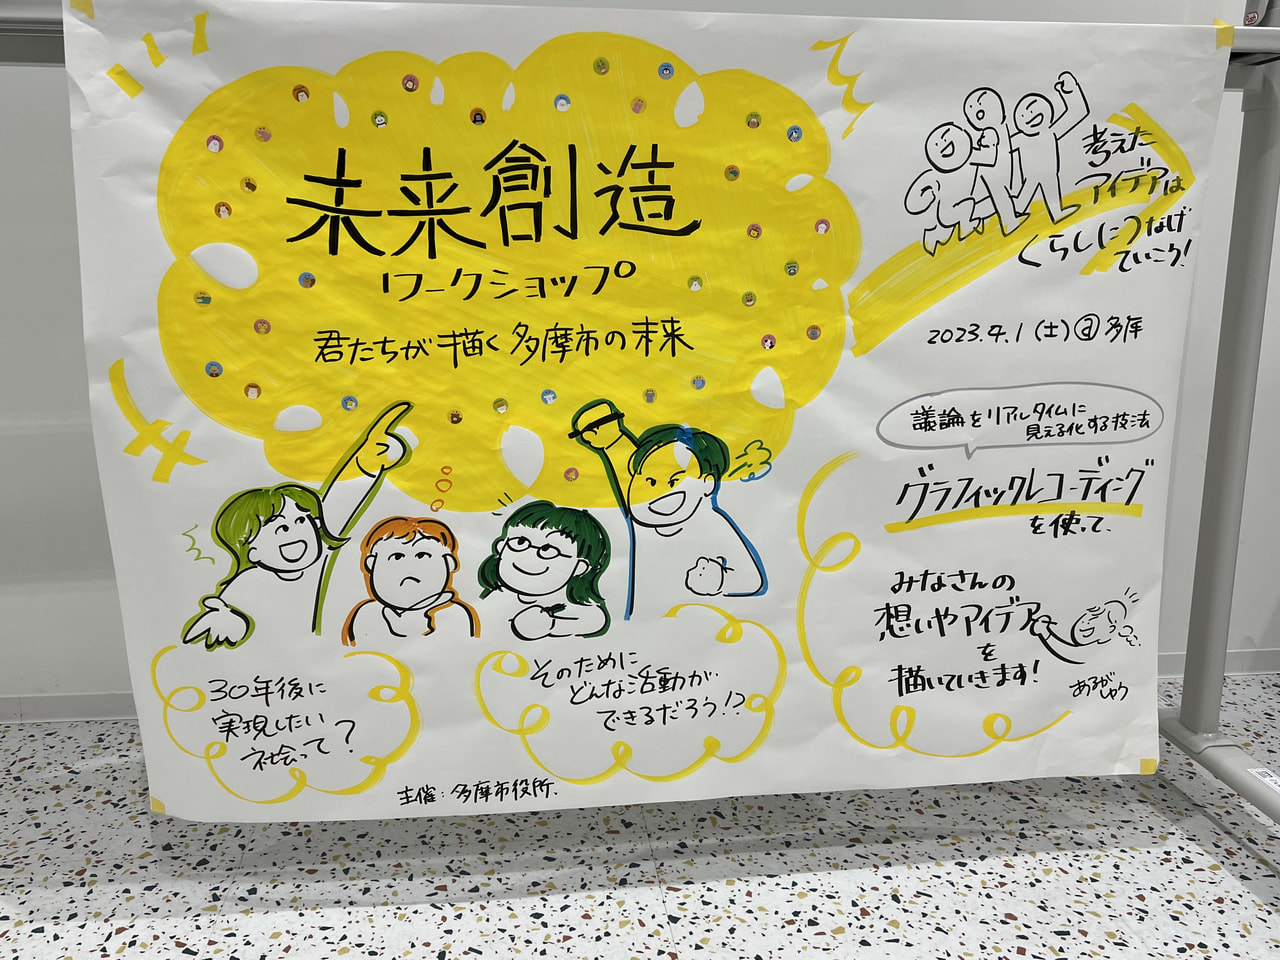 未来創造
ワークショップ
君たちが描く多摩市の未来
30年後に
実現したい
社会って？
そのために
どんな活動が
できるだろう!?
主催：多摩市役所.
考えた
アイデアは
くらしにつなげ
ていこう!
2023.4.1(土)@多摩
議論をリアルタイムに
見える化する技法
グラフィックレコーディング
を使って、
みなさんの
想いやアイデア
を
描いていきます!